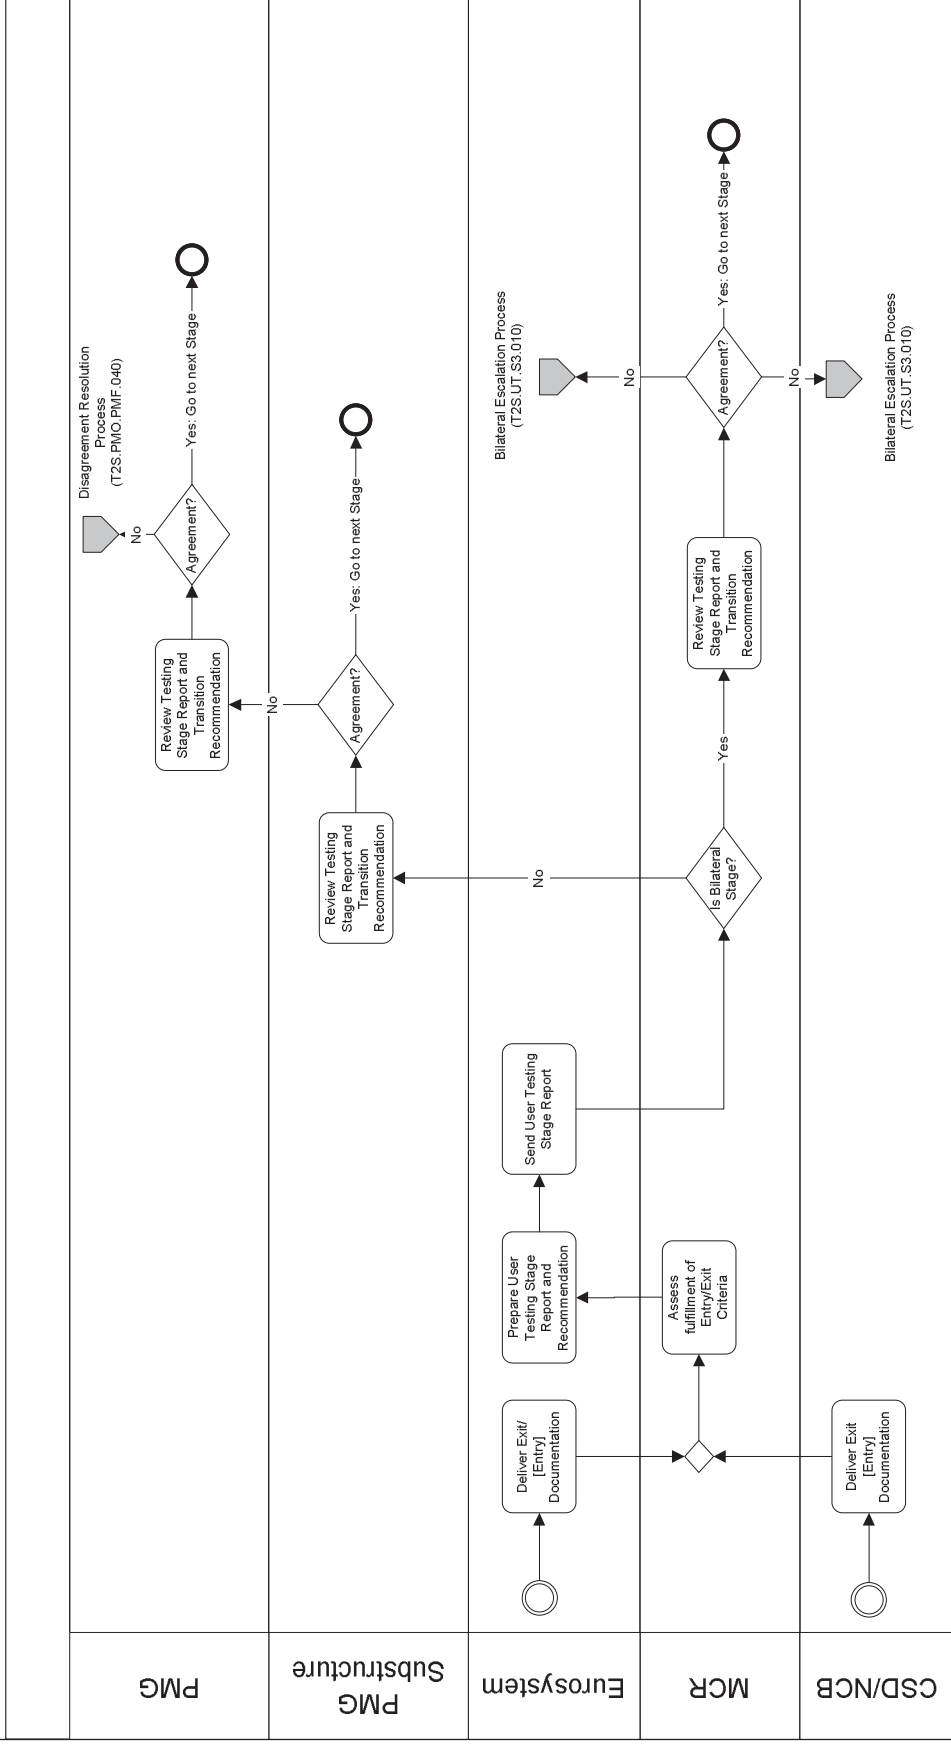 PMG
Disagreement Resolution
Process
(T2S.PMO.PMF.040)
Review Testing
Stage Report and
Transition
Recommendation
Agreement?
No
Yes: Go to next Stage
PMG
Substructure
Review Testing
Stage Report and
Transition
Recommendation
No
Agreement?
Yes: Go to next Stage
Eurosystem
Deliver Exit/
[Entry]
Documentation
Prepare User
Testing Stage
Report and
Recommendation
Send User Testing
Stage Report
No
Bilateral Escalation Process
(T2S.UT.S3.010)
No
MCR
Assess
fulfillment of
Entry/Exit
Criteria
Is Bilateral
Stage?
Yes
Review Testing
Stage Report and
Transition
Recommendation
Agreement?
Yes: Go to next Stage
No
CSD/NCB
Deliver Exit
[Entry]
Documentation
Bilateral Escalation Process
(T2S.UT.S3.010)